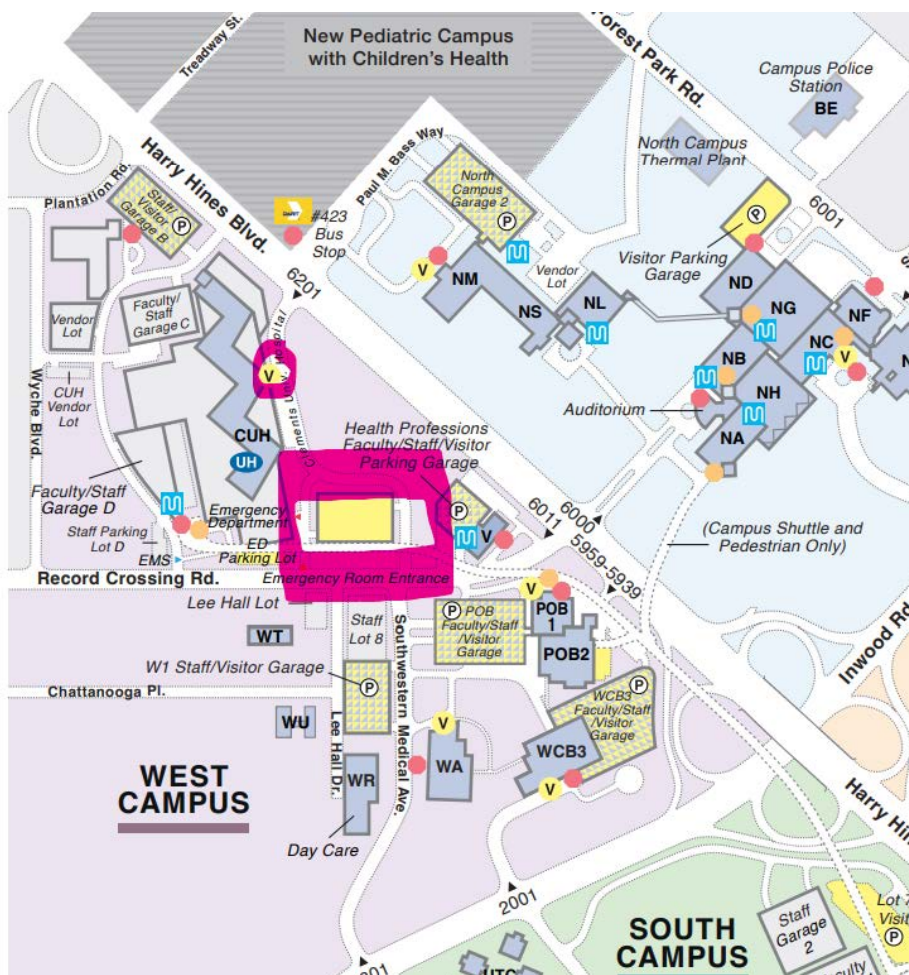 New Pediatric Campus
with Children's Health
Treadway St.
Forest Park Rd.
Campus Police
Station
BE
Harry Hines Blvd.
Paul M. Bass Way
North Campus
Thermal Plant
North
Campus
Garage 2
P
Plantation Rd.
Staff/
Visitor
Garage B
P
DART
#423
Bus
Stop
P
6001
Visitor Parking
Garage
V
NM
Vendor
Lot
ND
6201
NS
NL
NG
NF
Vendor
Lot
Faculty/
Staff
Garage C
NC
V
NB
N
V
Clements Univ. Hospital
NH
Wyche Blvd.
CUH
Vendor
Lot
Auditorium
NA
CUH
UH
Health Professions
Faculty/Staff/Visitor
Parking Garage
P
Faculty/Staff
Garage D
Emergency
Department
V
6011
6000
5959-5939
(Campus Shuttle and
Pedestrian Only)
Staff Parking
Lot D
ED
Parking Lot
EMS
Record Crossing Rd.
Emergency Room Entrance
Inwood Rd.
Lee Hall Lot
V
POB
1
P
POB
Faculty/Staff
/Visitor
Garage
WT
Staff
Lot 8
Southwestern Medical Ave.
POB2
W1 Staff/Visitor Garage
P
Chattanooga Pl.
WCB3
Faculty/Staff
/Visitor
Garage
P
WU
Lee Hall Dr.
V
WA
WCB3
V
WEST
CAMPUS
WR
Day Care
Harry Hin
2001
SOUTH
CAMPUS
Staff
Garage
2
Lot 7
Visit
P
UTC
2001